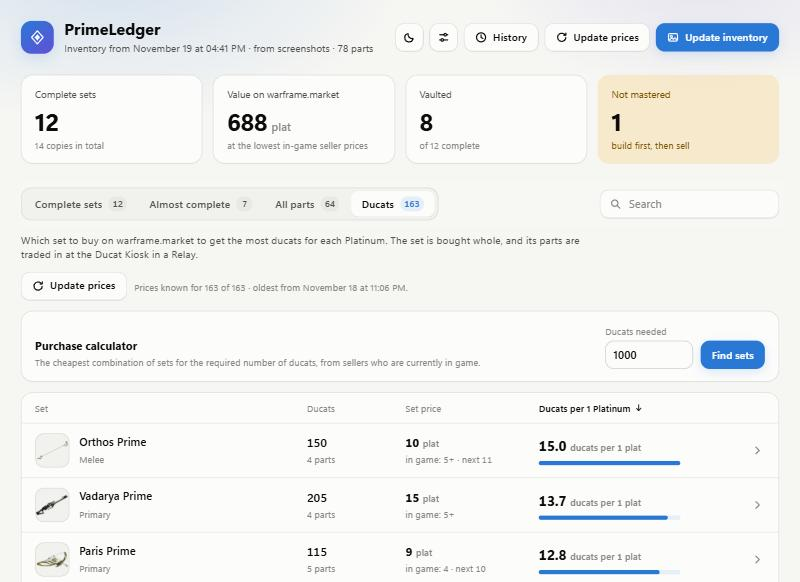 PrimeLedger
Inventory from November 19 at 04:41 PM · from screenshots · 78 parts
History
Update prices
Update inventory
Complete sets
12
14 copies in total
Value on warframe.market
688 plat
at the lowest in-game seller prices
Vaulted
8
of 12 complete
Not mastered
1
build first, then sell
Complete sets 12
Almost complete 7
All parts 64
Ducats 163
Search
Which set to buy on warframe.market to get the most ducats for each Platinum. The set is bought whole, and its parts are
traded in at the Ducat Kiosk in a Relay.
Update prices
Prices known for 163 of 163 · oldest from November 18 at 11:06 PM.
Purchase calculator
The cheapest combination of sets for the required number of ducats, from sellers who are currently in game.
Ducats needed
1000
Find sets
Set Ducats Set price Ducats per 1 Platinum ↓
Orthos Prime 150 10 plat 15.0 ducats per 1 plat
Melee 4 parts in game: 5+ · next 11
Vadarya Prime 205 15 plat 13.7 ducats per 1 plat
Primary 4 parts in game: 5+
Paris Prime 115 9 plat 12.8 ducats per 1 plat
Primary 5 parts in game: 4 · next 10